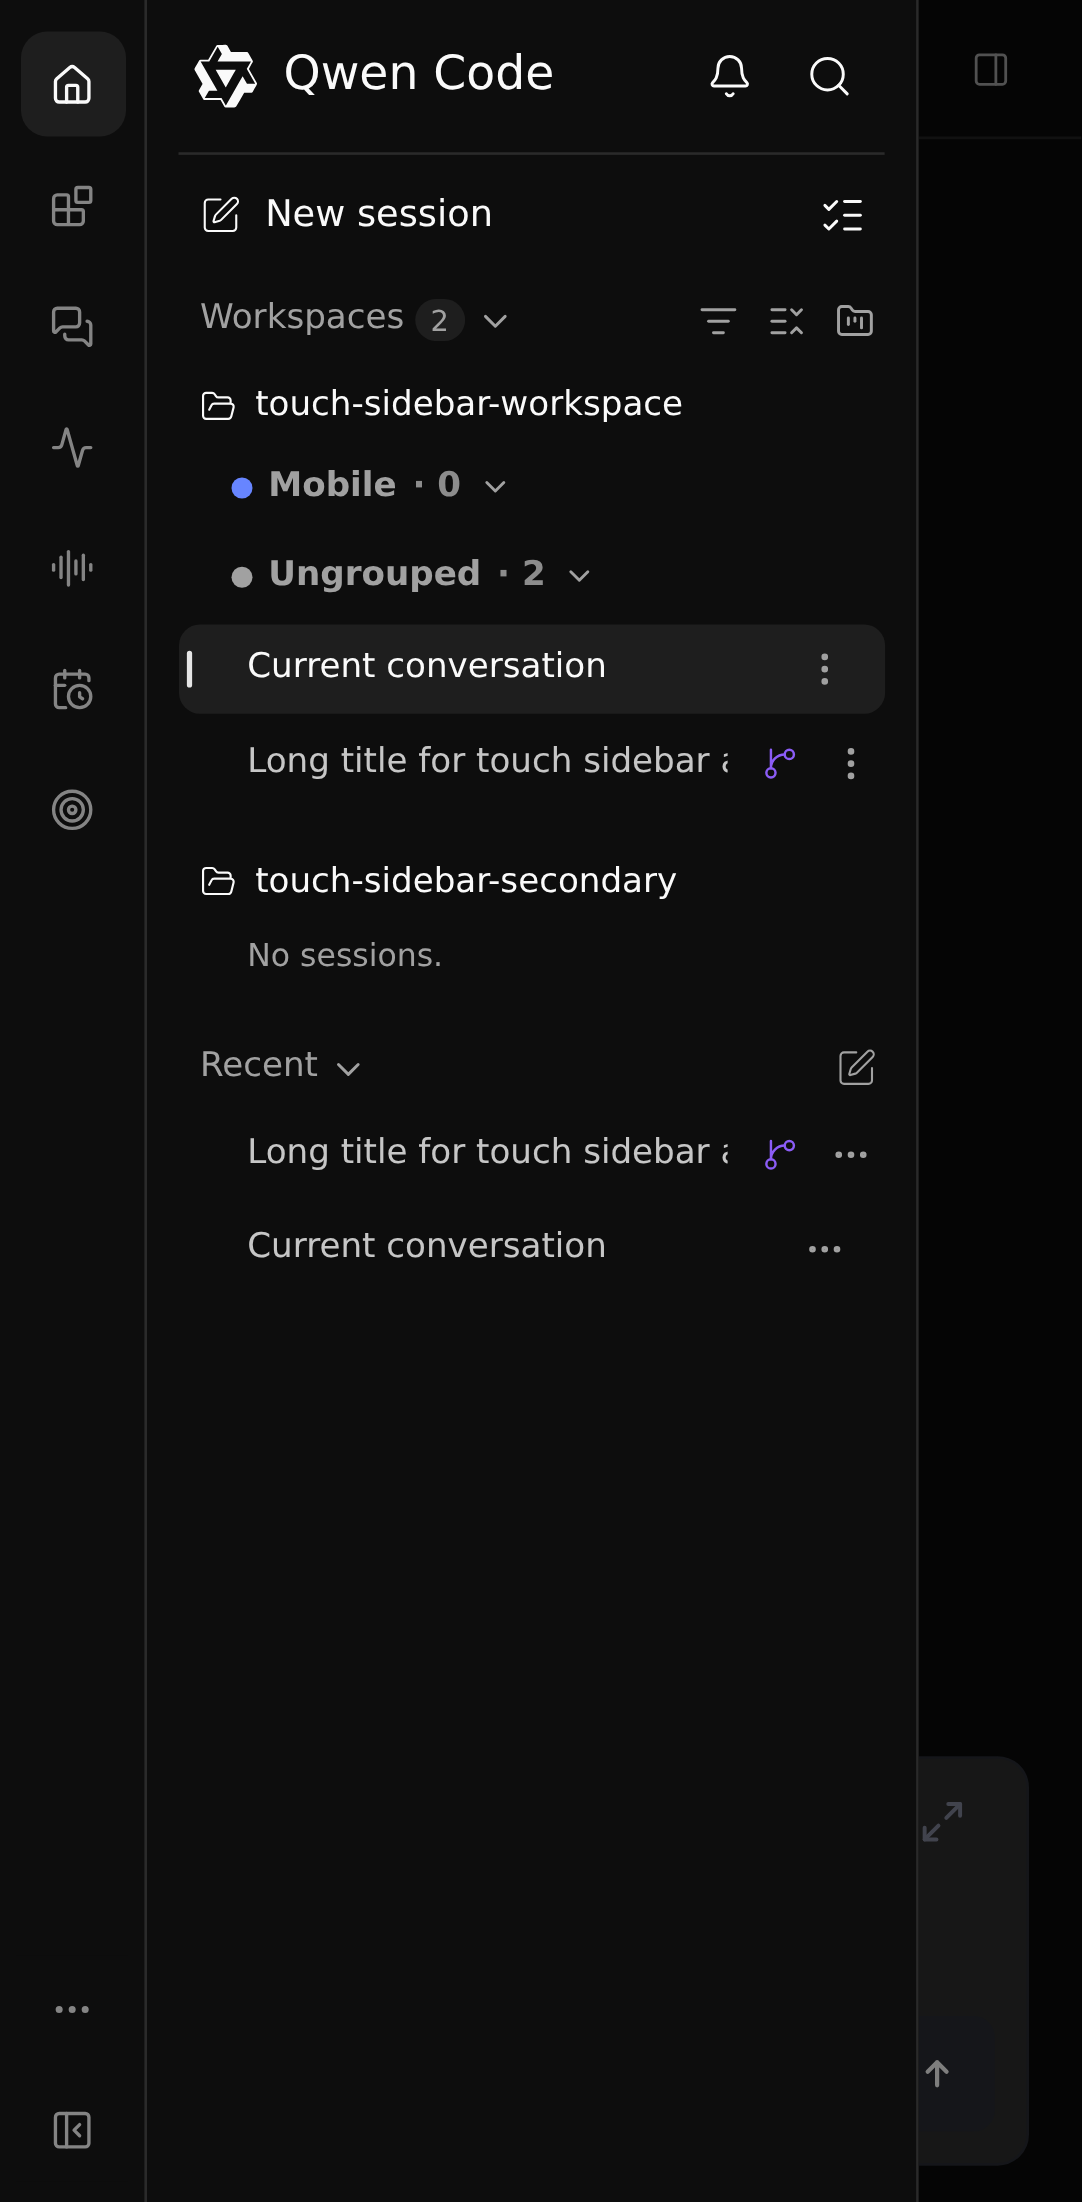 Qwen Code
New session
Workspaces 2
touch-sidebar-workspace
Mobile · 0
Ungrouped · 2
Current conversation
Long title for touch sidebar
touch-sidebar-secondary
No sessions.
Recent
Long title for touch sidebar
Current conversation